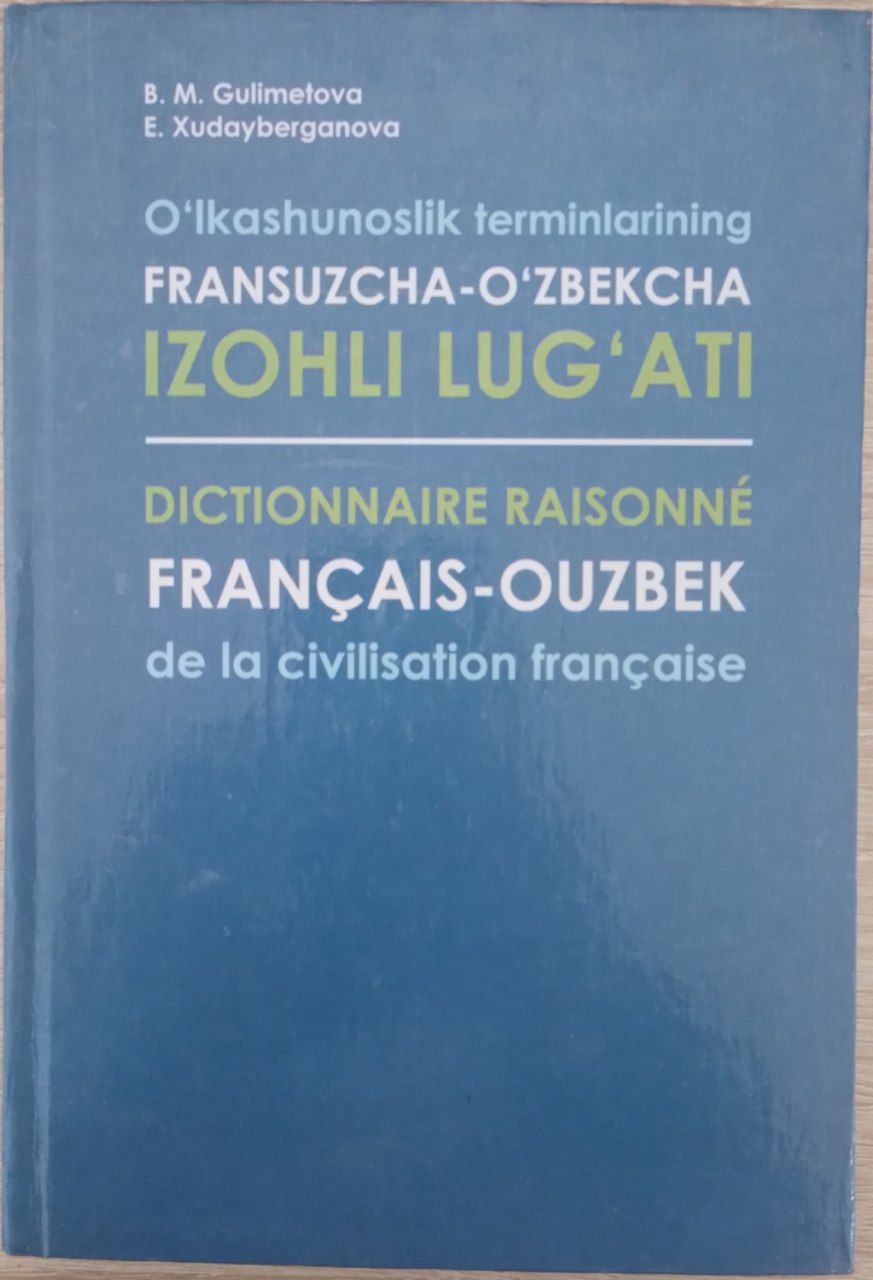 B. M. Gulimetova
E. Xudayberganova
O‘lkashunoslik terminlarining
FRANSUZCHA-O‘ZBEKCHA
IZOHLI LUG‘ATI
DICTIONNAIRE RAISONNÉ
FRANÇAIS-OUZBEK
de la civilisation française